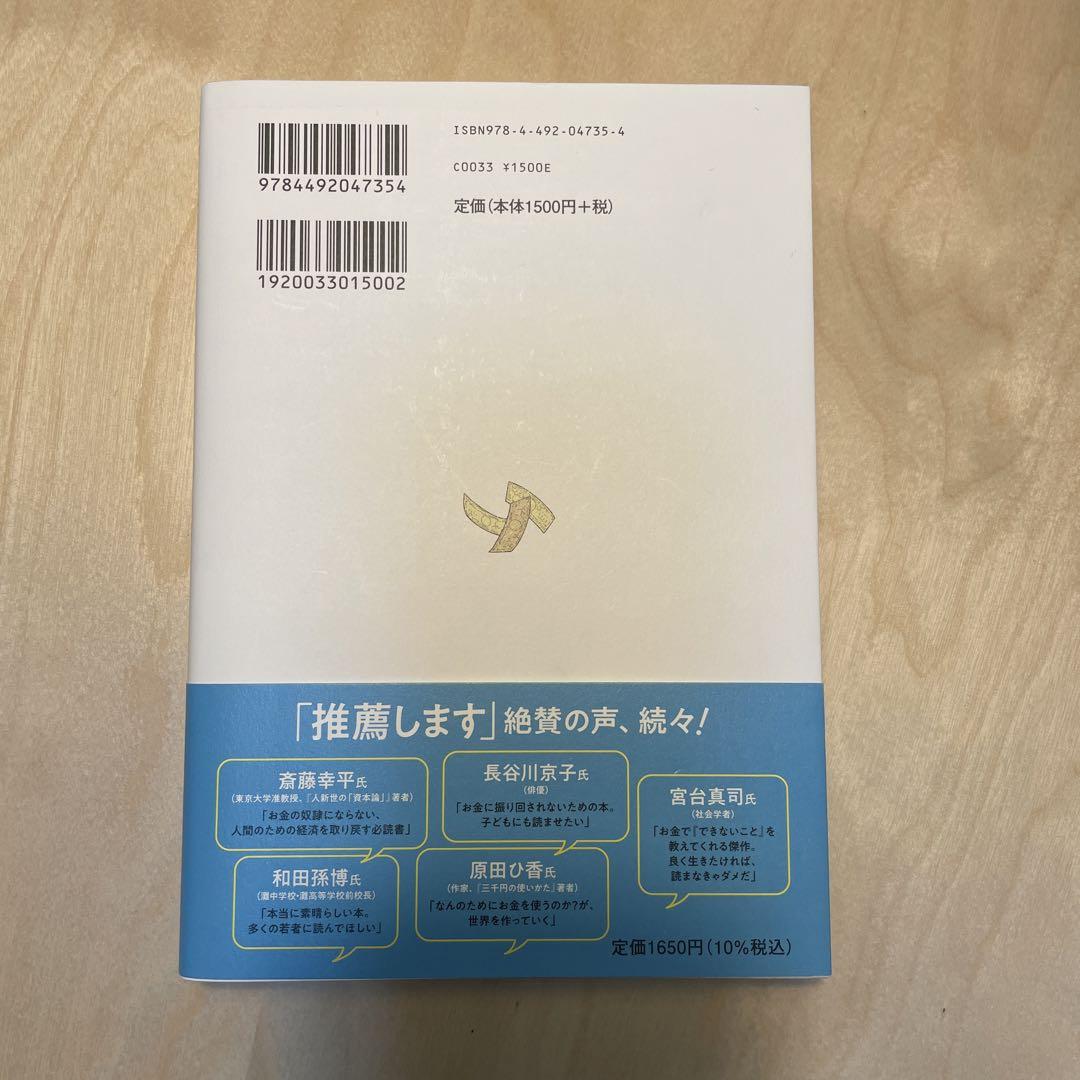 ISBN978-4-492-04735-4
C0033 ¥1500E
定価(本体1500円+税)
9784492047354
1920033015002
「推薦します」絶賛の声、続々!
斎藤幸平氏
(東京大学准教授、『人新世の「資本論」』著者)
「お金の奴隷にならない、
人間のための経済を取り戻す必読書」
長谷川京子氏
(俳優)
「お金に振り回されないための本。
子どもにも読ませたい」
宮台真司氏
(社会学者)
「お金で『できないこと』を
教えてくれる傑作。
良く生きたければ、
読まなきゃダメだ」
和田孫博氏
(灘中学校・灘高等学校前校長)
「本当に素晴らしい本。
多くの若者に読んでほしい」
原田ひ香氏
(作家、『三千円の使いかた』著者)
「なんのためにお金を使うのか?が、
世界を作っていく」
定価1650円(10%税込)